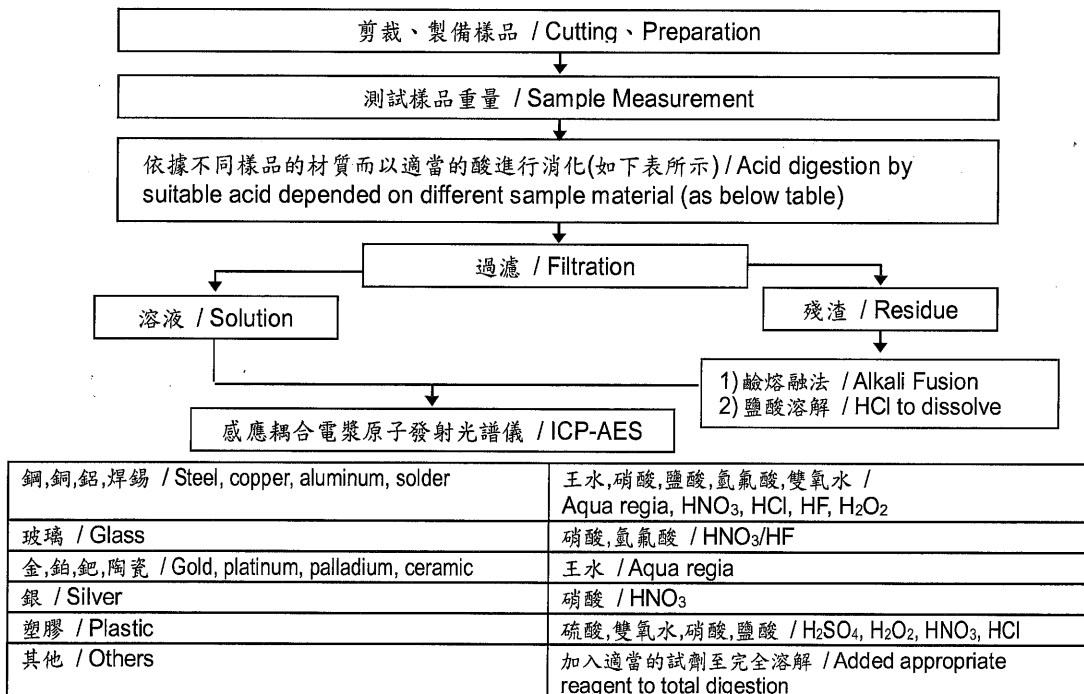 剪裁、製備樣品 / Cutting、Preparation
測試樣品重量 / Sample Measurement
依據不同樣品的材質而以適當的酸進行消化(如下表所示) / Acid digestion by
suitable acid depended on different sample material (as below table)
過濾 / Filtration
溶液 / Solution
殘渣 / Residue
1) 鹼熔融法 / Alkali Fusion
2) 鹽酸溶解 / HCl to dissolve
感應耦合電漿原子發射光譜儀 / ICP-AES
鋼,銅,鋁,焊錫 / Steel, copper, aluminum, solder
王水,硝酸,鹽酸,氫氟酸,雙氧水 /
Aqua regia, HNO₃, HCl, HF, H₂O₂
玻璃 / Glass
硝酸,氫氟酸 / HNO₃/HF
金,鉑,鈀,陶瓷 / Gold, platinum, palladium, ceramic
王水 / Aqua regia
銀 / Silver
硝酸 / HNO₃
塑膠 / Plastic
硫酸,雙氧水,硝酸,鹽酸 / H₂SO₄, H₂O₂, HNO₃, HCl
其他 / Others
加入適當的試劑至完全溶解 / Added appropriate
reagent to total digestion